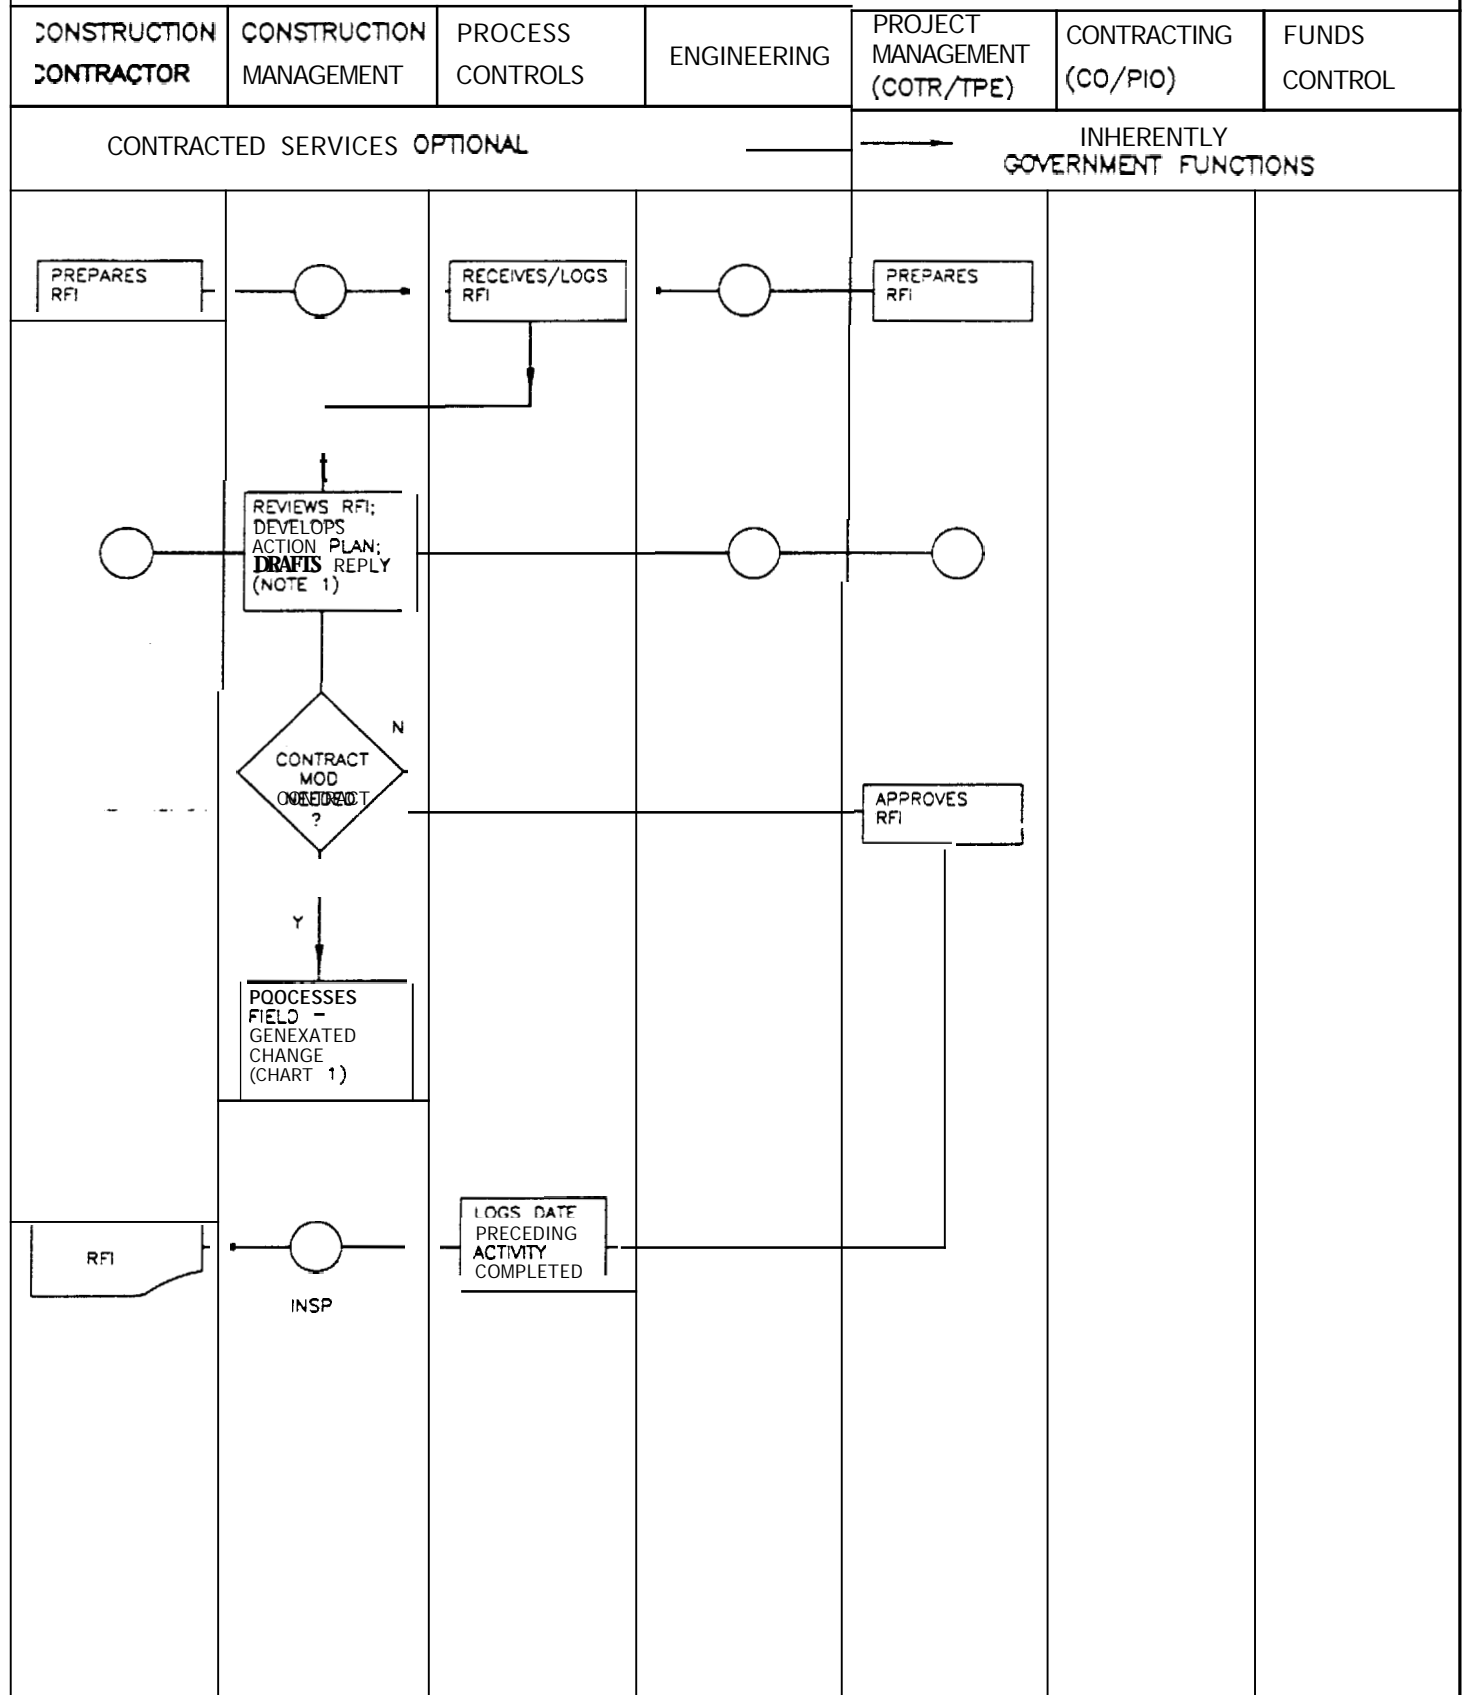 CONSTRUCTION
CONTRACTOR
CONSTRUCTION
MANAGEMENT
PROCESS
CONTROLS
ENGINEERING
PROJECT
MANAGEMENT
(COTR/TPE)
CONTRACTING
(CO/PIO)
FUNDS
CONTROL
CONTRACTED SERVICES OPTIONAL
INHERENTLY
GOVERNMENT FUNCTIONS
PREPARES
RFI
RECEIVES/LOGS
RFI
PREPARES
RFI
REVIEWS RFI;
DEVELOPS
ACTION PLAN;
DRAFTS REPLY
(NOTE 1)
N
CONTRACT
MOD
NEEDED
?
APPROVES
RFI
Y
PQOCESSES
FIELD -
GENEXATED
CHANGE
(CHART 1)
LOGS DATE
PRECEDING
ACTIVITY
COMPLETED
RFI
INSP